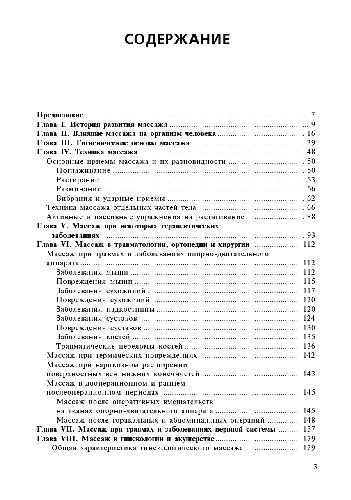 СОДЕРЖАНИЕ
Предисловие 7
Глава I. История развития массажа 9
Глава II. Влияние массажа на организм человека 16
Глава III. Гигиенические основы массажа 29
Глава IV. Техника массажа 48
Основные приемы массажа и их разновидности 50
Поглаживание 50
Растирание 53
Разминание 56
Вибрация и ударные приемы 62
Техника массажа отдельных частей тела 66
Активные и пассивные упражнения на растягивание 88
Глава V. Массаж при некоторых терапевтических
заболеваниях 93
Глава VI. Массаж в травматологии, ортопедии и хирургии 112
Массаж при травмах и заболеваниях опорно-двигательного
аппарата 112
Заболевания мышц 112
Повреждения мышц 115
Заболевания сухожилий 117
Повреждения сухожилий 120
Заболевания надкостницы 120
Заболевания суставов 124
Повреждения суставов 130
Заболевания костей 135
Травматические переломы костей 136
Массаж при термических повреждениях 142
Массаж при варикозном расширении
поверхностных вен нижних конечностей 143
Массаж в дооперационном и раннем
послеоперационном периодах 145
Массаж после оперативных вмешательств
на тканях опорно-двигательного аппарата 145
Массаж после торакальных и абдоминальных операций 148
Глава VII. Массаж при травмах и заболеваниях нервной системы 157
Глава VIII. Массаж в гинекологии и акушерстве 179
Общая характеристика гинекологического массажа 179
3